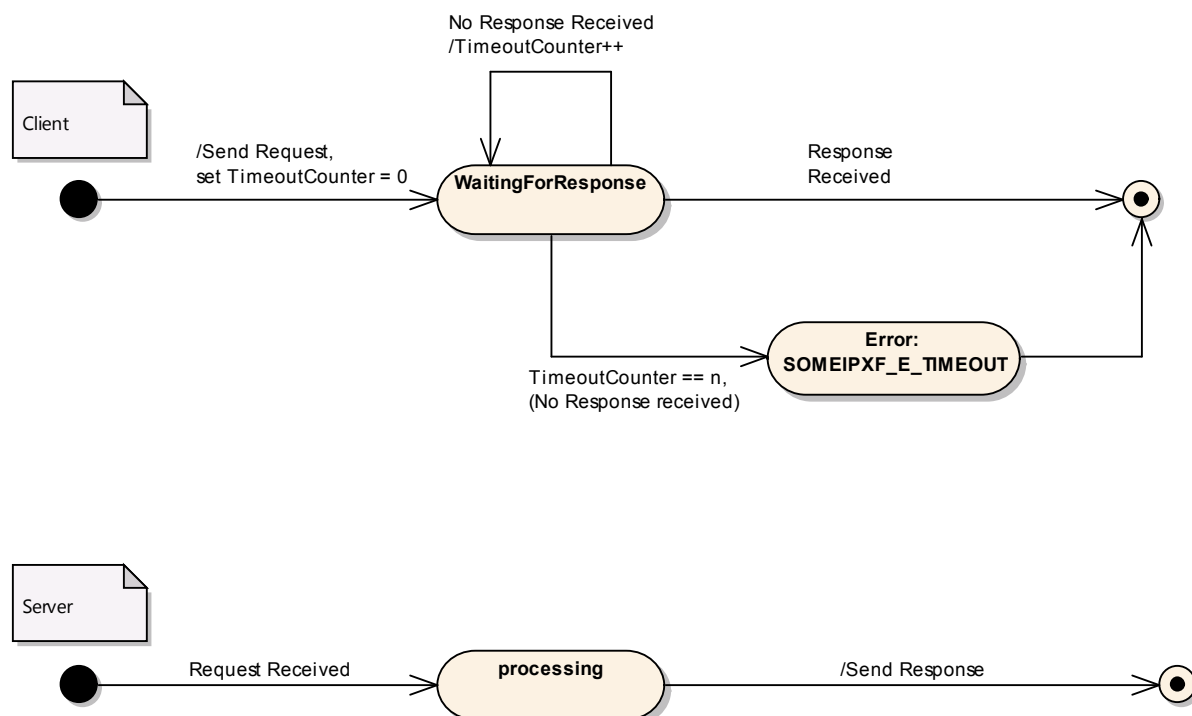 No Response Received
/TimeoutCounter++
Client
/Send Request,
set TimeoutCounter = 0
WaitingForResponse
Response
Received
Error:
SOMEIPXF_E_TIMEOUT
TimeoutCounter == n,
(No Response received)
Server
Request Received
processing
/Send Response